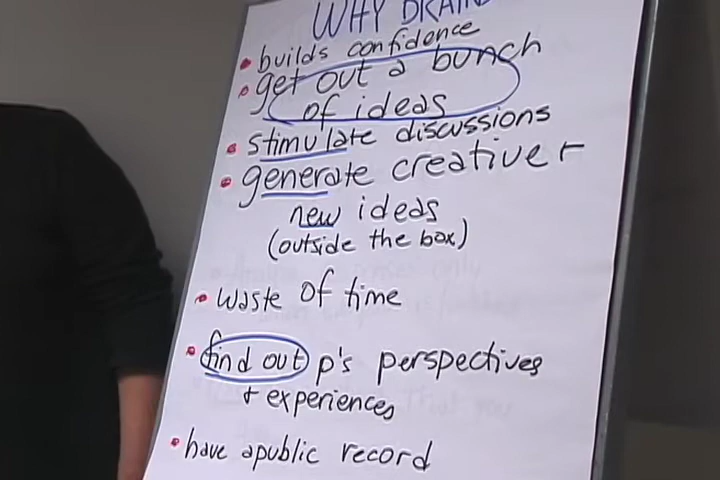 WHY BRAIN
• builds confidence
• get out a bunch
of ideas
• stimulate discussions
• generate creative +
new ideas
(outside the box)
• waste of time
• find out p's perspectives
+ experiences
• have a public record